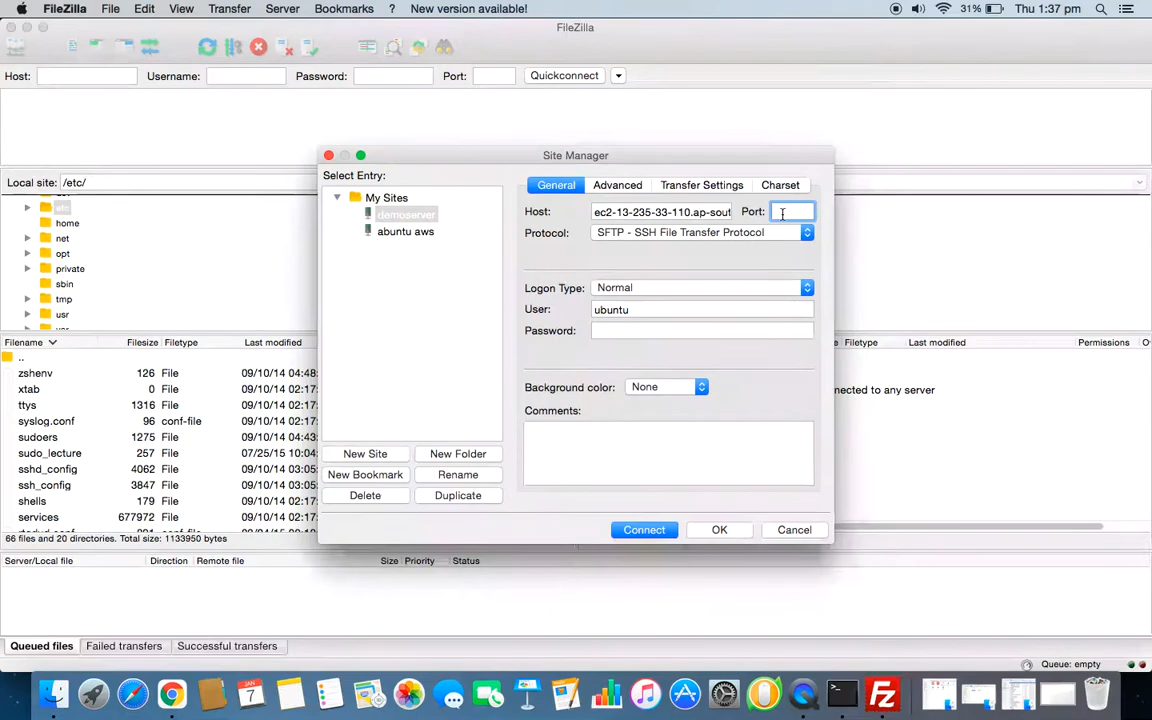 FileZilla File Edit View Transfer Server Bookmarks ? New version available! 31% Thu 1:37 pm
FileZilla
Host: Username: Password: Port: Quickconnect
Site Manager
Local site: /etc/
etc
home
net
opt
private
sbin
tmp
usr
Select Entry:
My Sites
demoserver
ubuntu aws
New Site New Folder
New Bookmark Rename
Delete Duplicate
General Advanced Transfer Settings Charset
Host: ec2-13-235-33-110.ap-sout Port:
Protocol: SFTP - SSH File Transfer Protocol
Logon Type: Normal
User: ubuntu
Password:
Background color: None
Comments:
Connect OK Cancel
Filename Filesize Filetype Last modified
..
zshenv 126 File 09/10/14 04:48:
xtab 0 File 09/10/14 02:17:
ttys 1316 File 09/10/14 02:17:
syslog.conf 96 conf-file 09/10/14 02:17:
sudoers 1275 File 09/10/14 04:43:
sudo_lecture 257 File 07/25/15 10:04:
sshd_config 4062 File 09/10/14 03:05:
ssh_config 3847 File 09/10/14 03:05:
shells 179 File 09/10/14 02:17:
services 677972 File 09/10/14 02:17:
66 files and 20 directories. Total size: 1133950 bytes
Filetype Last modified Permissions
nected to any server
Server/Local file Direction Remote file Size Priority Status
Queued files Failed transfers Successful transfers
Queue: empty
JAN
7